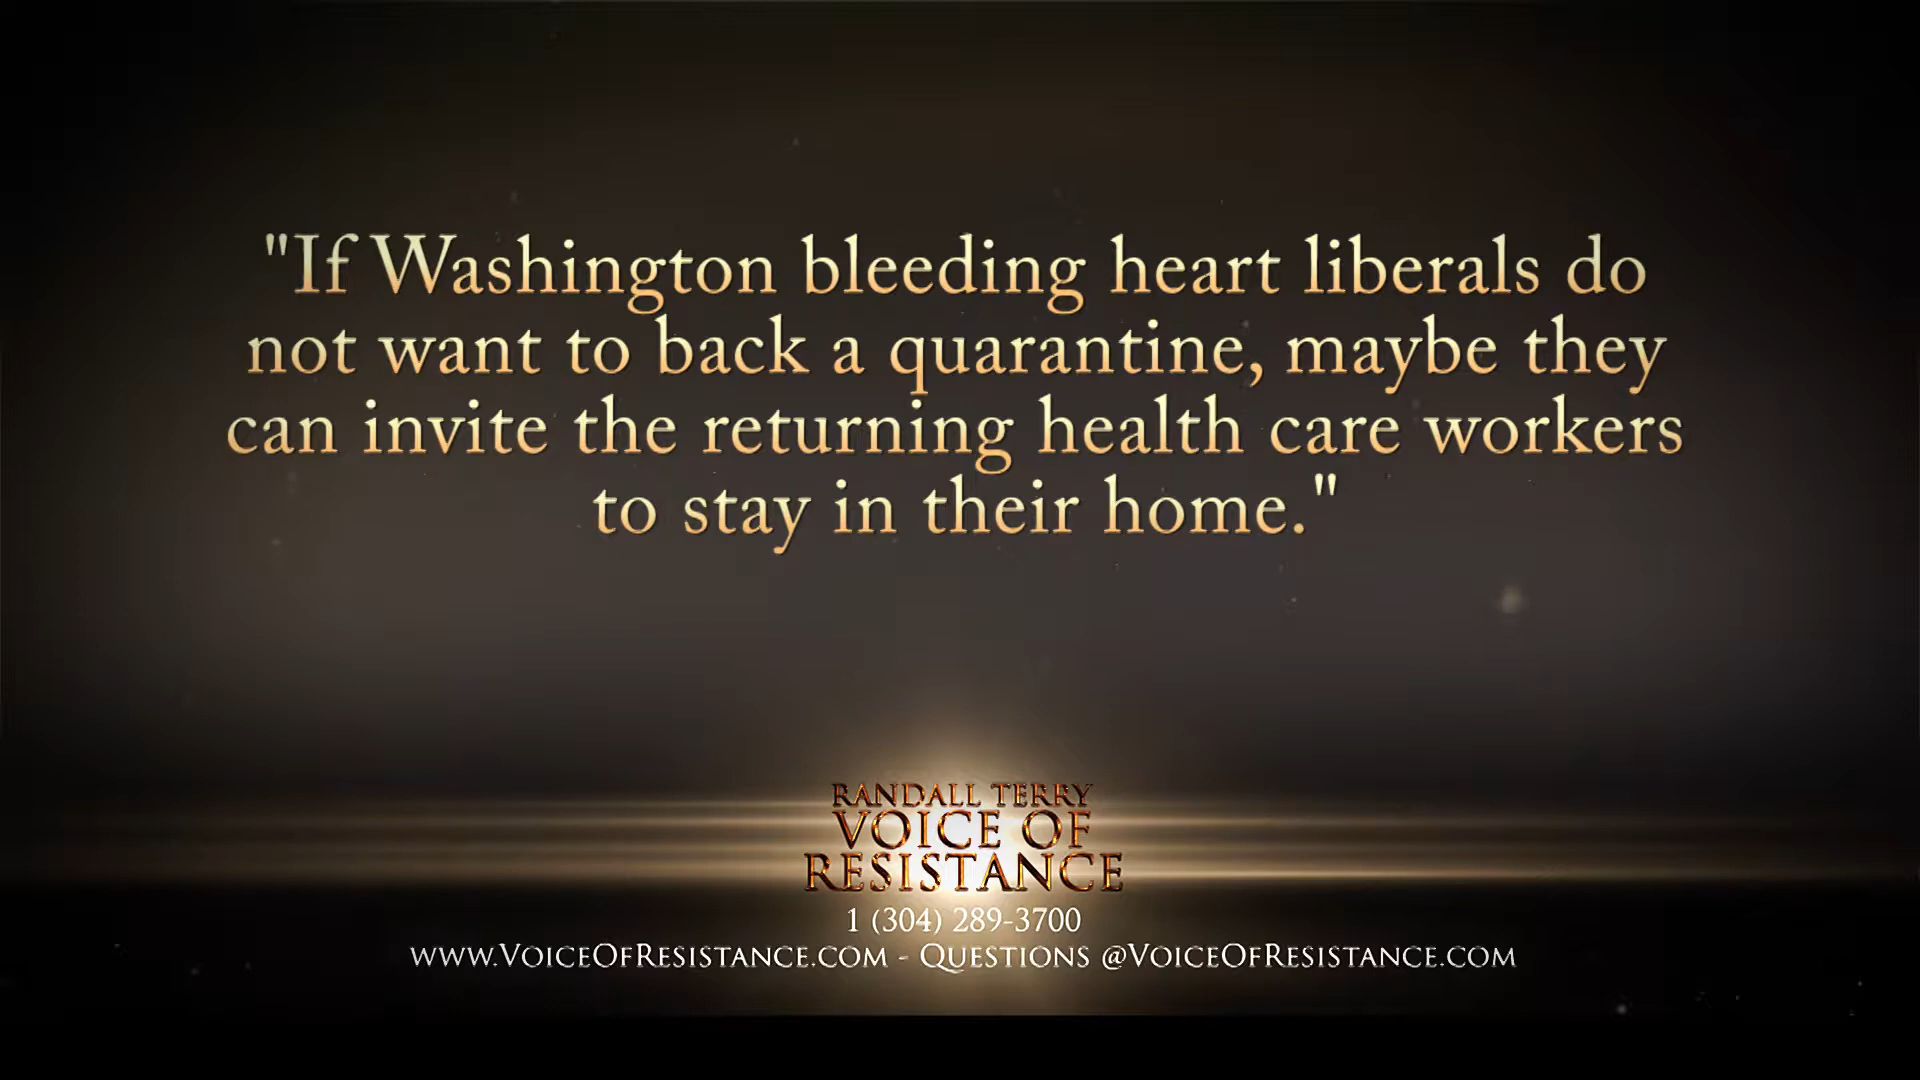 "If Washington bleeding heart liberals do
not want to back a quarantine, maybe they
can invite the returning health care workers
to stay in their home."
RANDALL TERRY
VOICE OF
RESISTANCE
1 (304) 289-3700
WWW.VOICEOFRESISTANCE.COM - QUESTIONS @VOICEOFRESISTANCE.COM